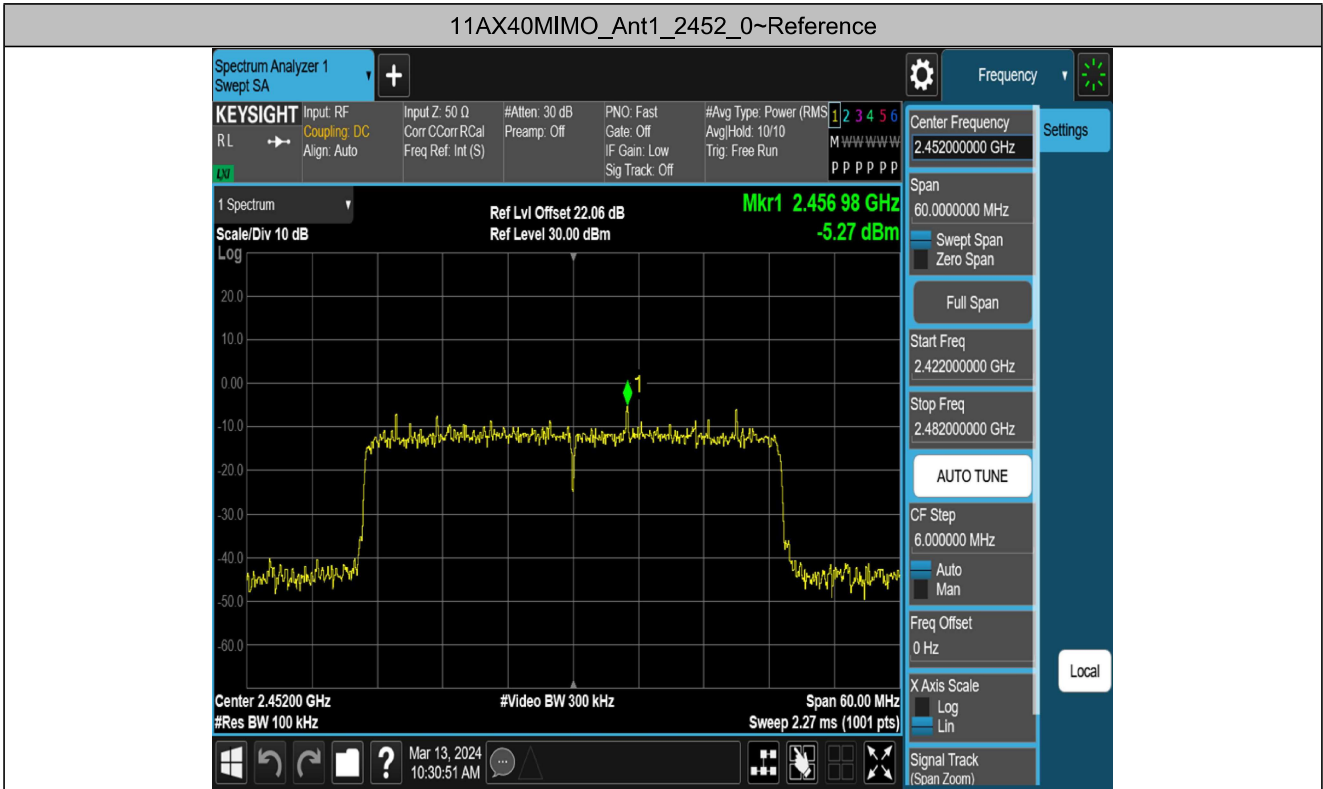 11AX40MIMO_Ant1_2452_0~Reference
Spectrum Analyzer 1
Swept SA
+
Frequency
KEYSIGHT
RL
LXI
Input: RF
Coupling: DC
Align: Auto
Input Z: 50 Ω
Corr CCorr RCal
Freq Ref: Int (S)
#Atten: 30 dB
Preamp: Off
PNO: Fast
Gate: Off
IF Gain: Low
Sig Track: Off
#Avg Type: Power (RMS
Avg|Hold: 10/10
Trig: Free Run
1 2 3 4 5 6
M W W W W W
P P P P P P
Center Frequency
2.452000000 GHz
Settings
Span
60.0000000 MHz
Swept Span
Zero Span
Full Span
Start Freq
2.422000000 GHz
Stop Freq
2.482000000 GHz
AUTO TUNE
CF Step
6.000000 MHz
Auto
Man
Freq Offset
0 Hz
X Axis Scale
Log
Lin
Signal Track
(Span Zoom)
Local
1 Spectrum
Scale/Div 10 dB
Log
Ref Lvl Offset 22.06 dB
Ref Level 30.00 dBm
Mkr1 2.456 98 GHz
-5.27 dBm
20.0
10.0
0.00
-10.0
-20.0
-30.0
-40.0
-50.0
-60.0
1
Center 2.45200 GHz
#Res BW 100 kHz
#Video BW 300 kHz
Span 60.00 MHz
Sweep 2.27 ms (1001 pts)
?
Mar 13, 2024
10:30:51 AM